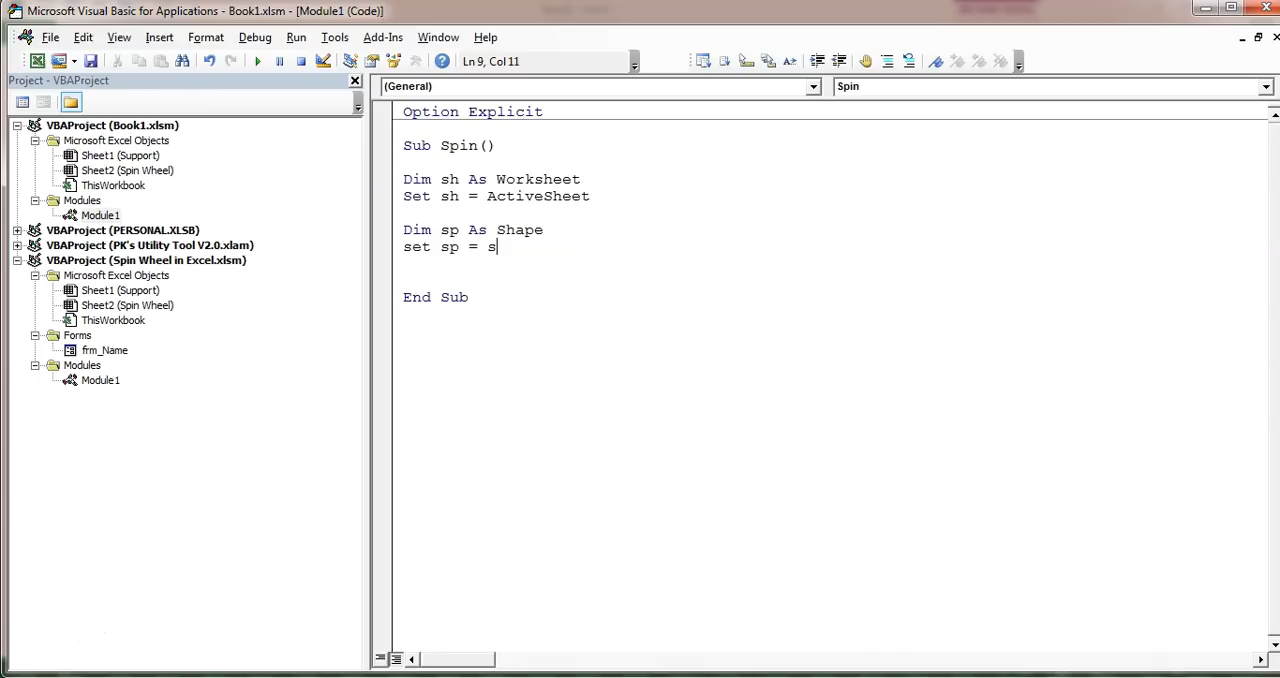 Microsoft Visual Basic for Applications - Book1.xlsm - [Module1 (Code)]
File Edit View Insert Format Debug Run Tools Add-Ins Window Help
Ln 9, Col 11
Project - VBAProject
(General)
Spin
VBAProject (Book1.xlsm)
Microsoft Excel Objects
Sheet1 (Support)
Sheet2 (Spin Wheel)
ThisWorkbook
Modules
Module1
VBAProject (PERSONAL.XLSB)
VBAProject (PK's Utility Tool V2.0.xlam)
VBAProject (Spin Wheel in Excel.xlsm)
Microsoft Excel Objects
Sheet1 (Support)
Sheet2 (Spin Wheel)
ThisWorkbook
Forms
frm_Name
Modules
Module1
Option Explicit
Sub Spin()
Dim sh As Worksheet
Set sh = ActiveSheet
Dim sp As Shape
set sp = s
End Sub